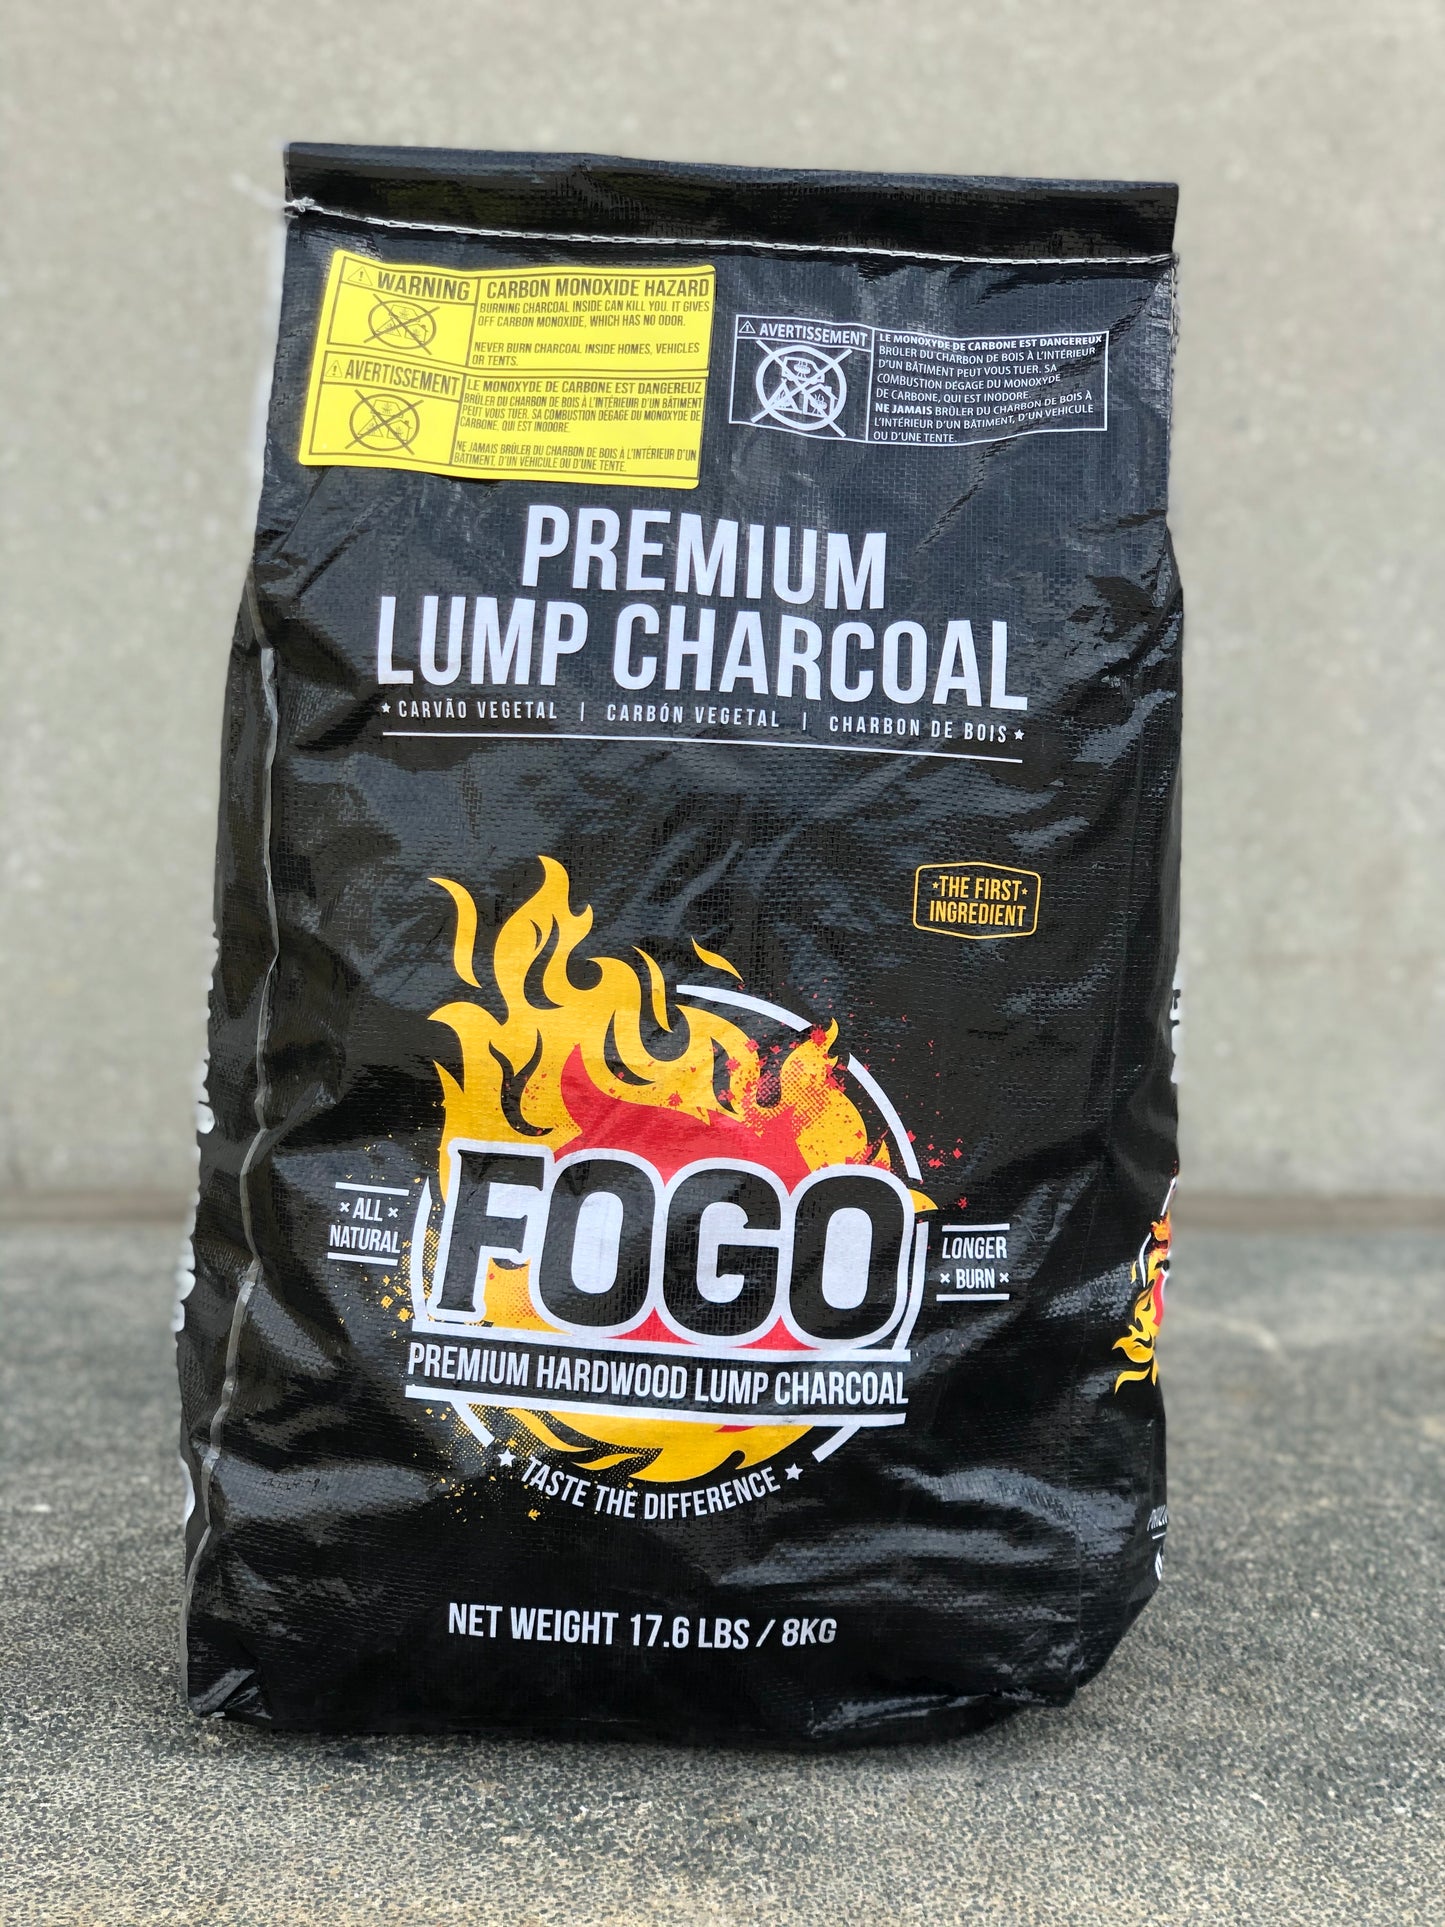 WARNING
CARBON MONOXIDE HAZARD
BURNING CHARCOAL INSIDE CAN KILL YOU. IT GIVES
OFF CARBON MONOXIDE, WHICH HAS NO ODOR.
NEVER BURN CHARCOAL INSIDE HOMES, VEHICLES
OR TENTS.
AVERTISSEMENT
LE MONOXYDE DE CARBONE EST DANGEREUZ
BRÛLER DU CHARBON DE BOIS À L'INTÉRIEUR D'UN BÂTIMENT
PEUT VOUS TUER. SA COMBUSTION DÉGAGE DU MONOXYDE DE
CARBONE, QUI EST INODORE.
NE JAMAIS BRÛLER DU CHARBON DE BOIS À L'INTÉRIEUR D'UN
BÂTIMENT, D'UN VÉHICULE OU D'UNE TENTE.
AVERTISSEMENT
LE MONOXYDE DE CARBONE EST DANGEREUX
BRÛLER DU CHARBON DE BOIS À L'INTÉRIEUR
D'UN BÂTIMENT PEUT VOUS TUER. SA
COMBUSTION DÉGAGE DU MONOXYDE
DE CARBONE, QUI EST INODORE.
NE JAMAIS BRÛLER DU CHARBON DE BOIS À
L'INTÉRIEUR D'UN BÂTIMENT, D'UN VÉHICULE
OU D'UNE TENTE.
PREMIUM
LUMP CHARCOAL
CARVÃO VEGETAL | CARBÓN VEGETAL | CHARBON DE BOIS
THE FIRST
INGREDIENT
ALL
NATURAL
FOGO
LONGER
BURN
PREMIUM HARDWOOD LUMP CHARCOAL
TASTE THE DIFFERENCE
NET WEIGHT 17.6 LBS / 8KG